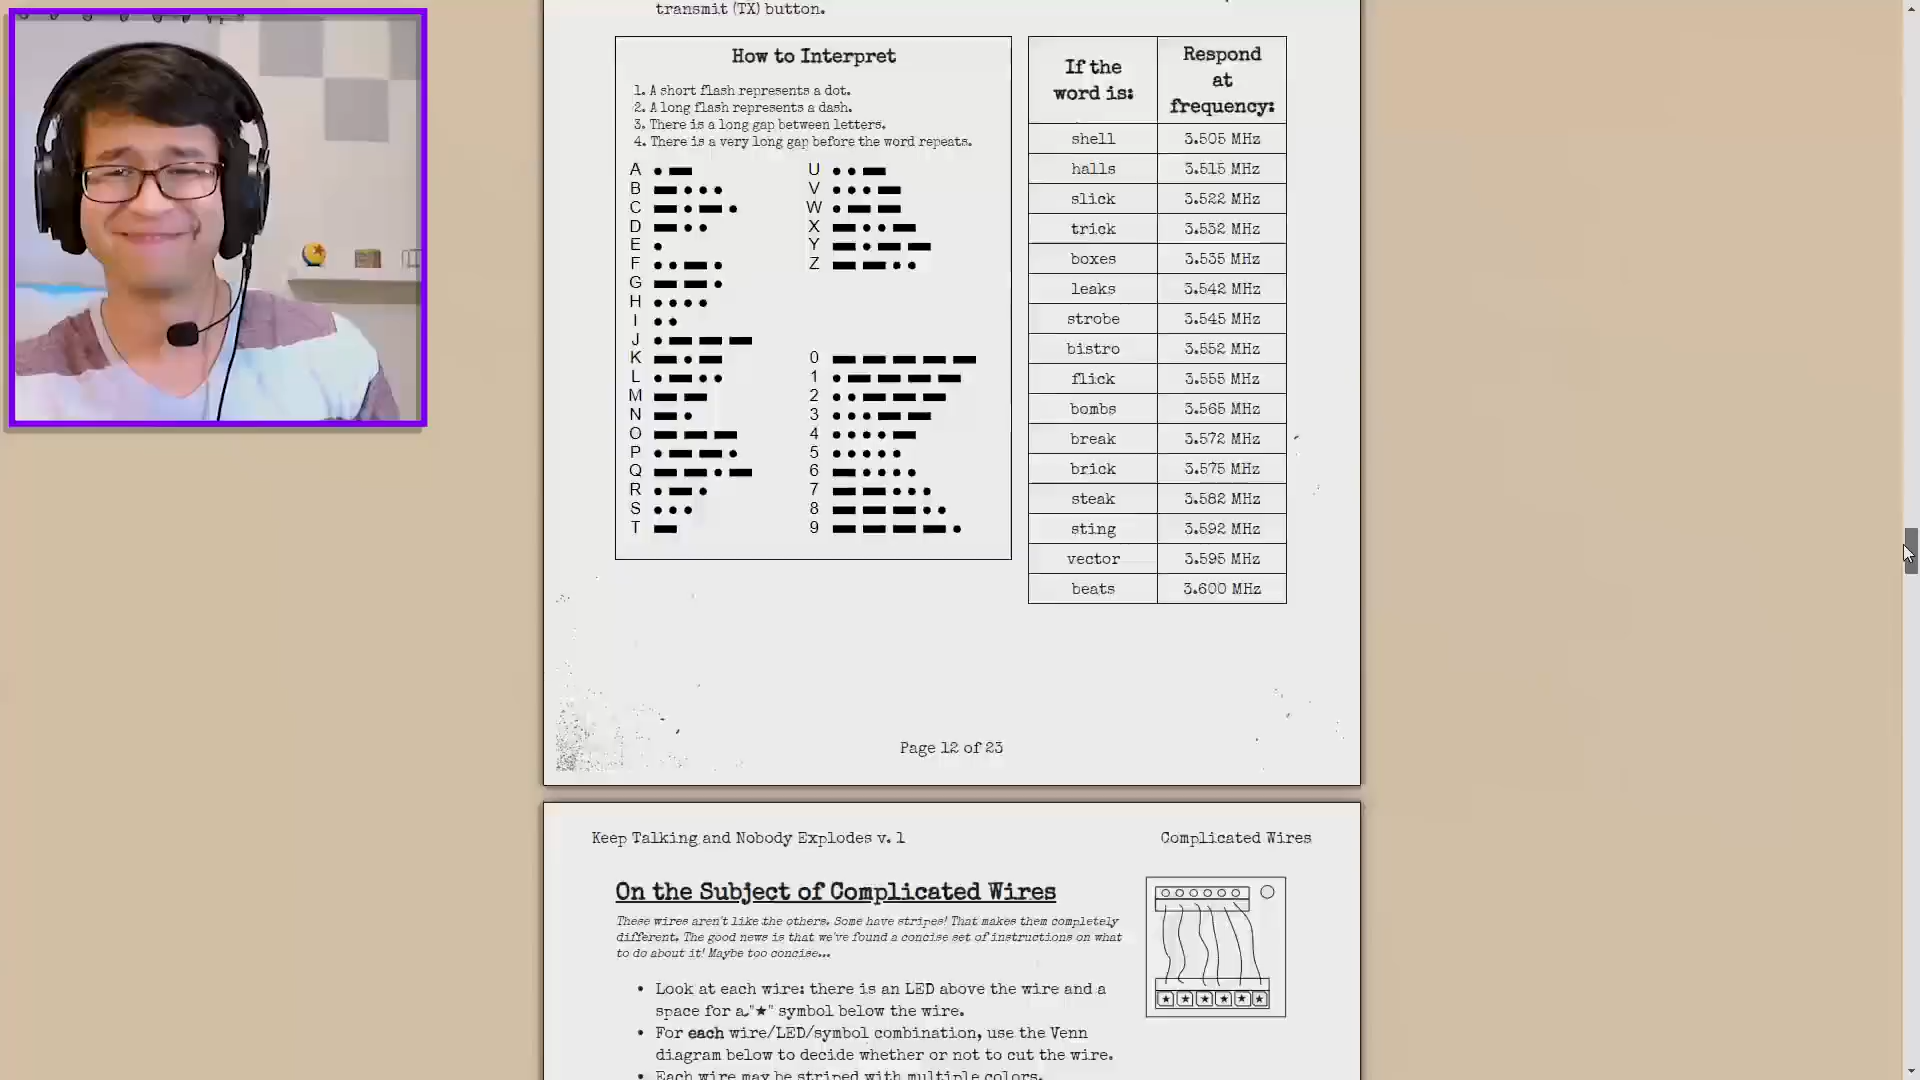 transmit (TX) button.
How to Interpret
1. A short flash represents a dot.
2. A long flash represents a dash.
3. There is a long gap between letters.
4. There is a very long gap before the word repeats.
A
B
C
D
E
F
G
H
I
J
K
L
M
N
O
P
Q
R
S
T
U
V
W
X
Y
Z
0
1
2
3
4
5
6
7
8
9
If the word is: Respond at frequency:
shell 3.505 MHz
halls 3.515 MHz
slick 3.522 MHz
trick 3.532 MHz
boxes 3.535 MHz
leaks 3.542 MHz
strobe 3.545 MHz
bistro 3.552 MHz
flick 3.555 MHz
bombs 3.565 MHz
break 3.572 MHz
brick 3.575 MHz
steak 3.582 MHz
sting 3.592 MHz
vector 3.595 MHz
beats 3.600 MHz
Page 12 of 23
Keep Talking and Nobody Explodes v. 1
Complicated Wires
On the Subject of Complicated Wires
These wires aren't like the others. Some have stripes! That makes them completely
different. The good news is that we've found a concise set of instructions on what
to do about it! Maybe too concise...
• Look at each wire: there is an LED above the wire and a
space for a "★" symbol below the wire.
• For each wire/LED/symbol combination, use the Venn
diagram below to decide whether or not to cut the wire.
• Each wire may be striped with multiple colors.